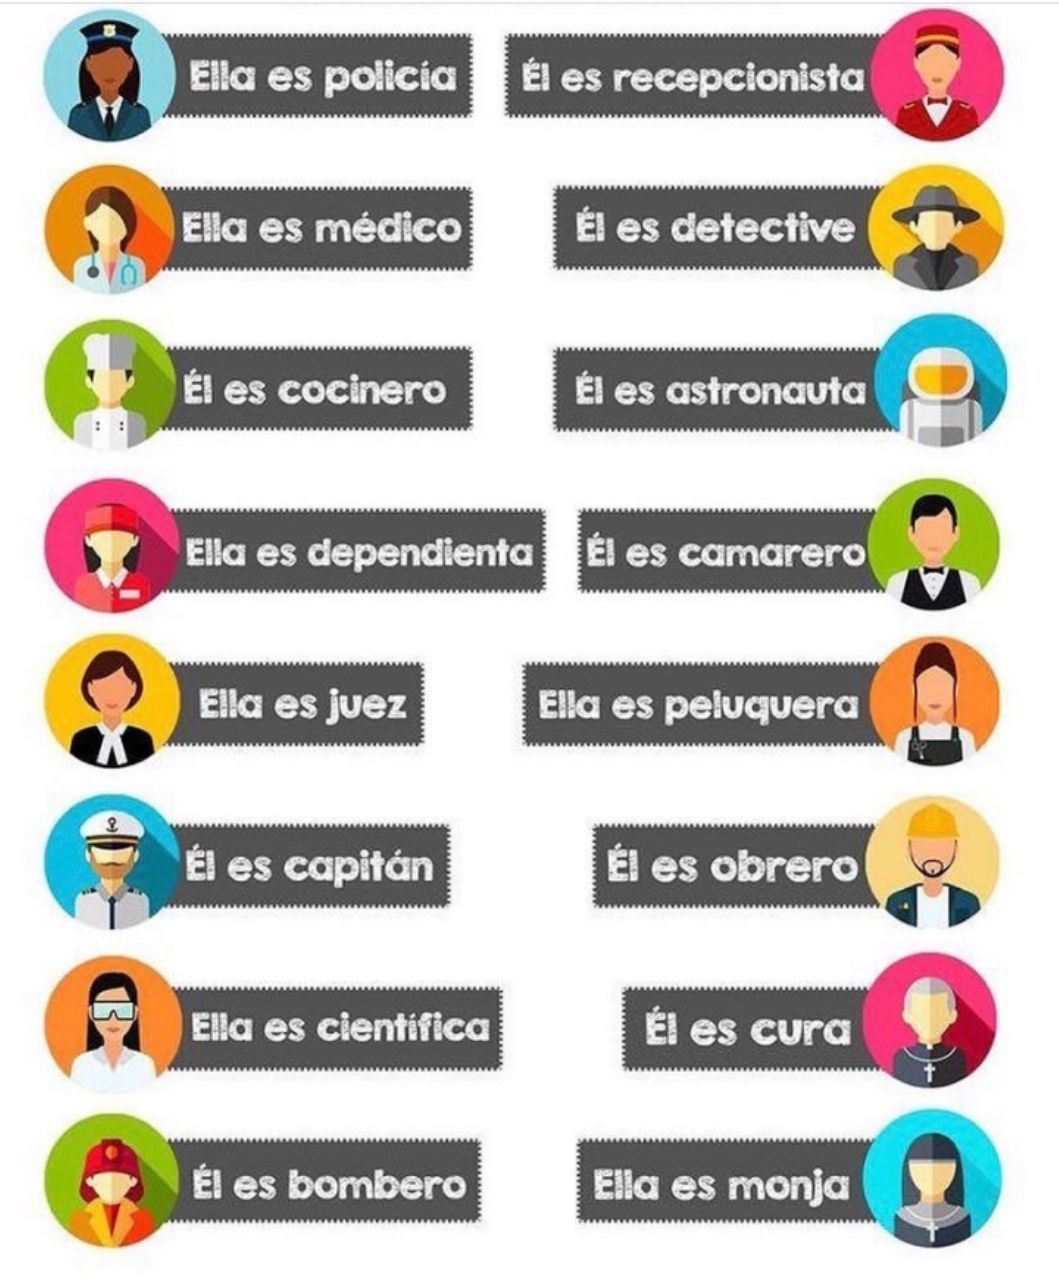 Ella es policía
Él es recepcionista
Ella es médico
Él es detective
Él es cocinero
Él es astronauta
Ella es dependienta
Él es camarero
Ella es juez
Ella es peluquera
Él es capitán
Él es obrero
Ella es científica
Él es cura
Él es bombero
Ella es monja